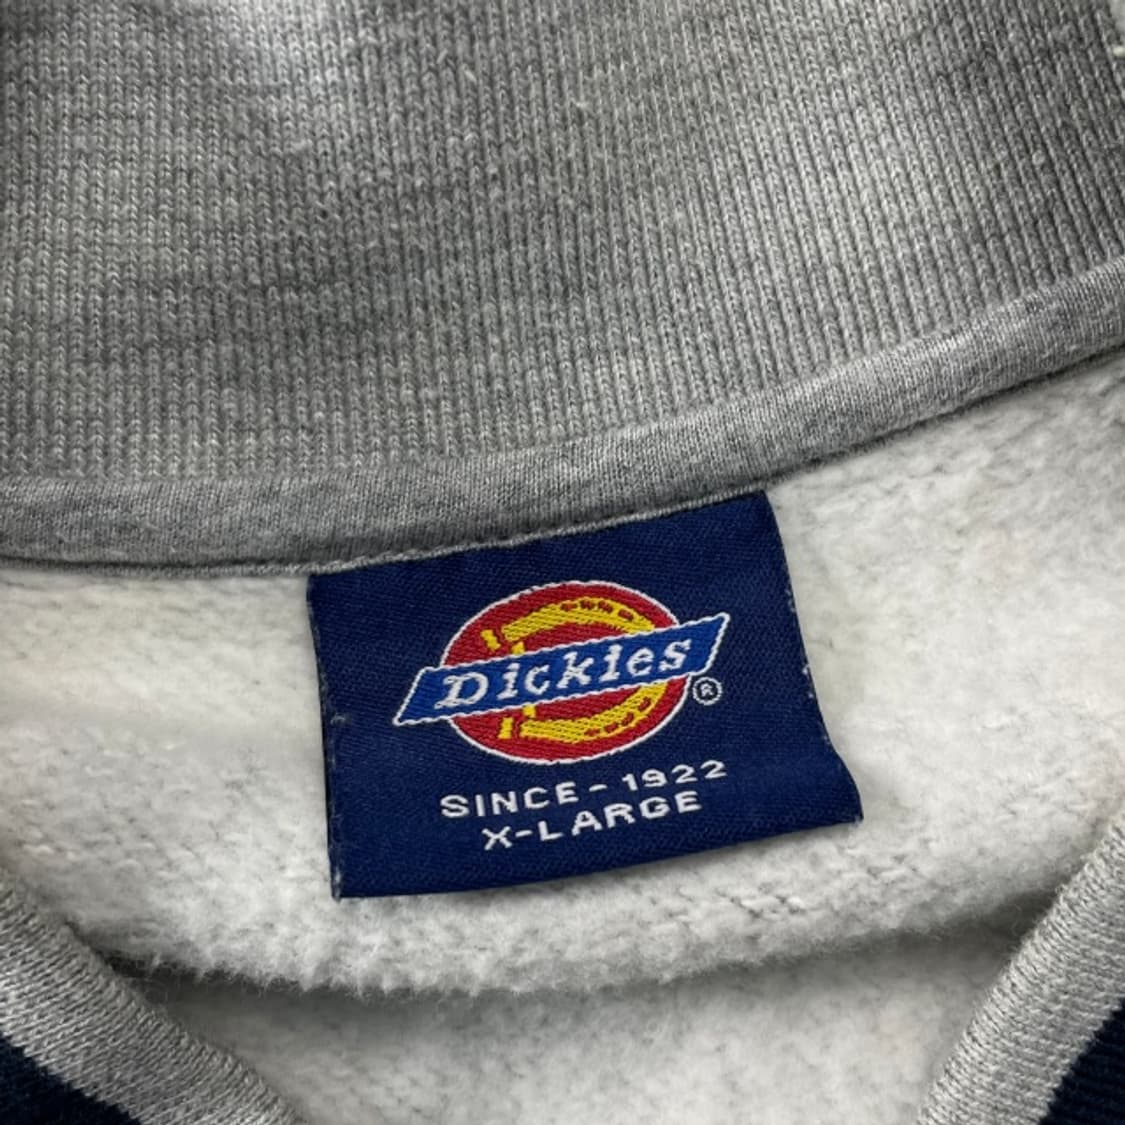 Dickies ®
SINCE - 1922
X-LARGE